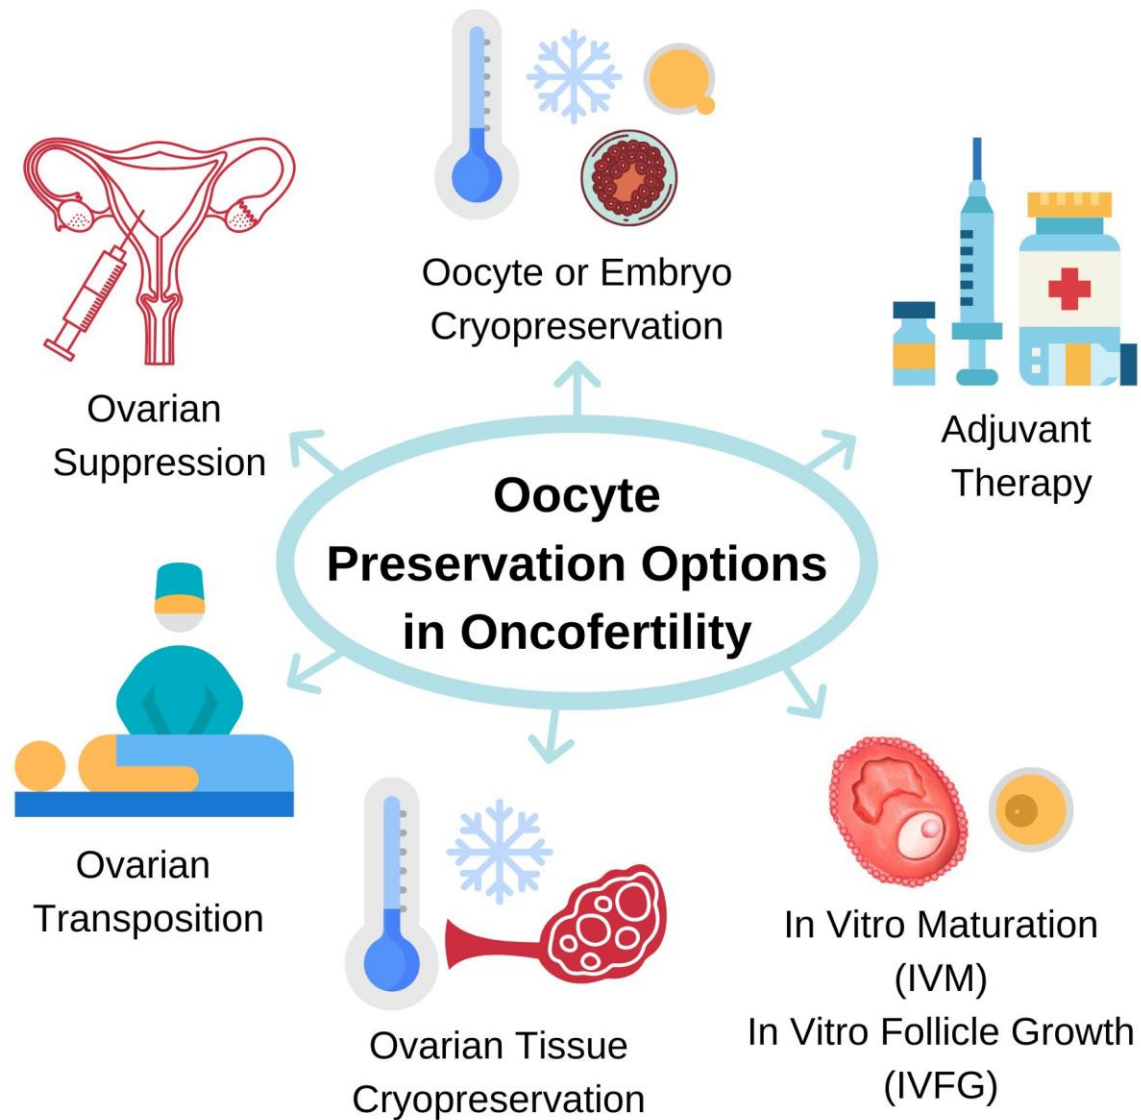 Oocyte or Embryo
Cryopreservation
Ovarian
Suppression
Adjuvant
Therapy
Oocyte
Preservation Options
in Oncofertility
Ovarian
Transposition
Ovarian Tissue
Cryopreservation
In Vitro Maturation
(IVM)
In Vitro Follicle Growth
(IVFG)